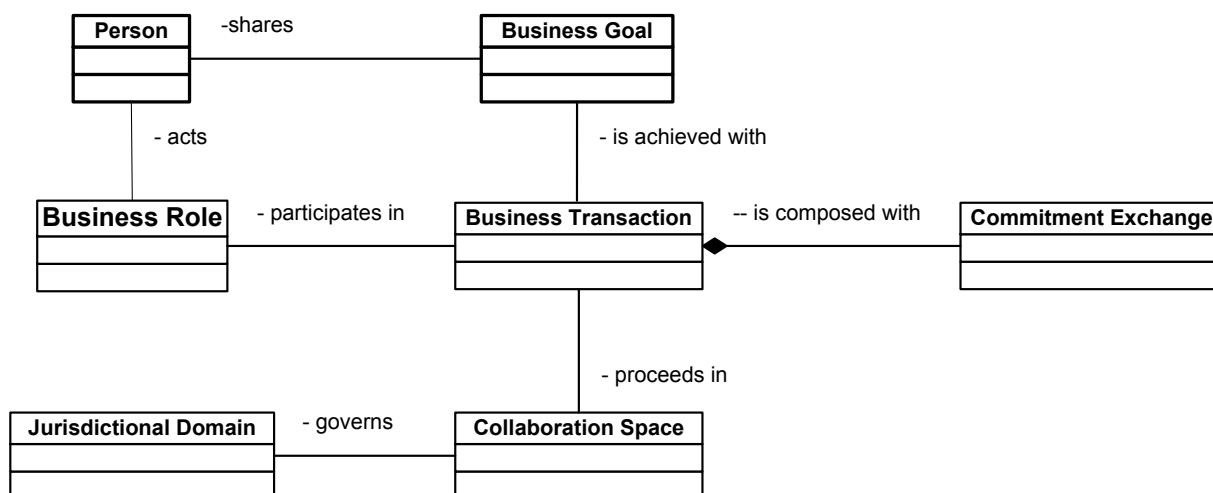 Person
-shares
Business Goal
- acts
- is achieved with
Business Role
- participates in
Business Transaction
-- is composed with
Commitment Exchange
- proceeds in
Jurisdictional Domain
- governs
Collaboration Space